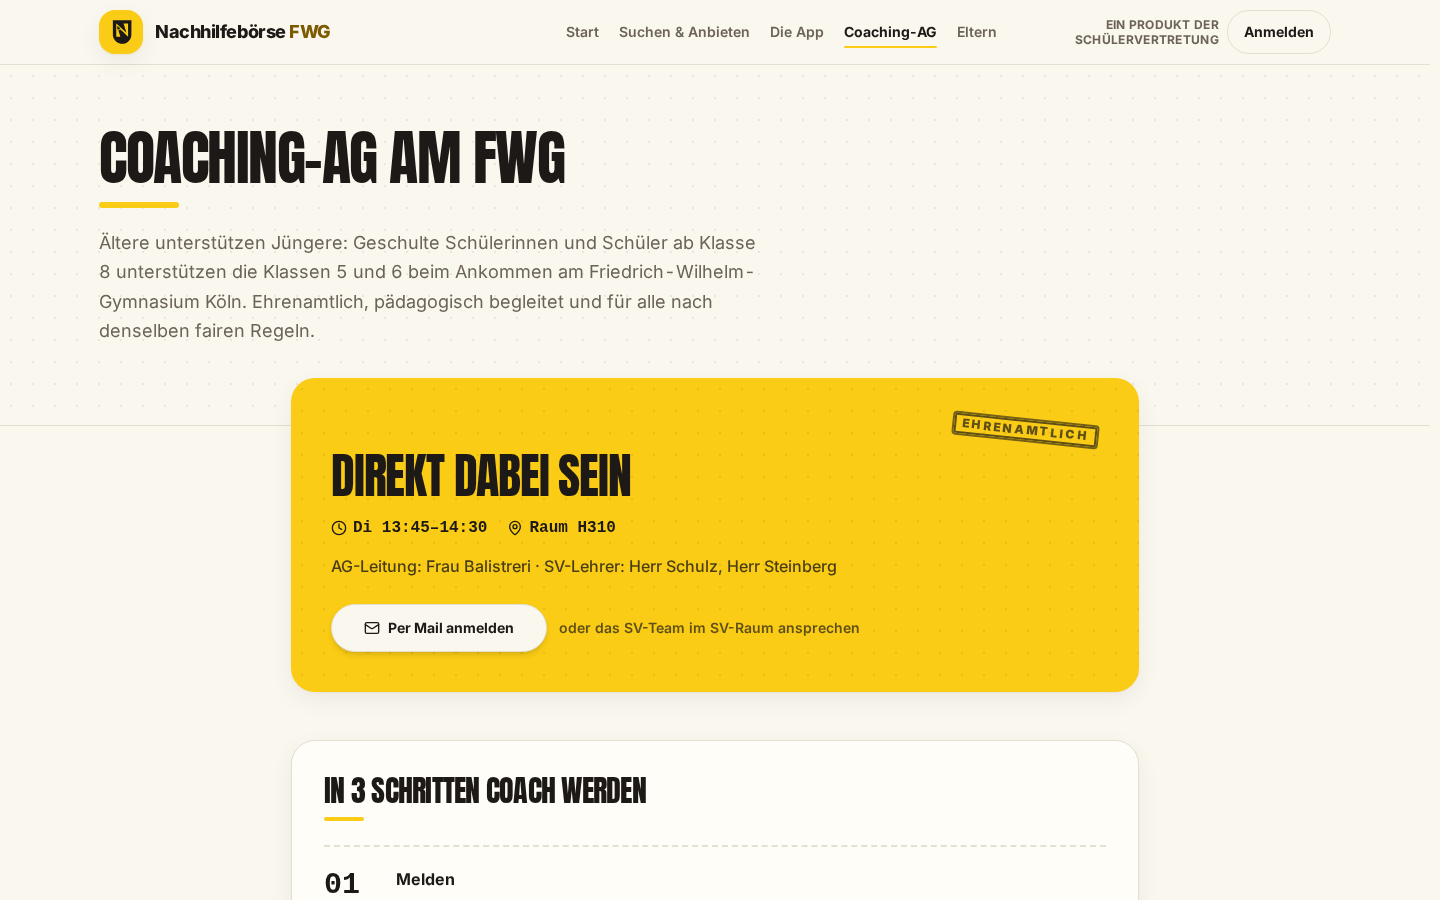 Nachhilfebörse FWG
Start
Suchen & Anbieten
Die App
Coaching-AG
Eltern
EIN PRODUKT DER
SCHÜLERVERTRETUNG
Anmelden
COACHING-AG AM FWG
Ältere unterstützen Jüngere: Geschulte Schülerinnen und Schüler ab Klasse
8 unterstützen die Klassen 5 und 6 beim Ankommen am Friedrich-Wilhelm-
Gymnasium Köln. Ehrenamtlich, pädagogisch begleitet und für alle nach
denselben fairen Regeln.
EHRENAMTLICH
DIREKT DABEI SEIN
Di 13:45–14:30
Raum H310
AG-Leitung: Frau Balistreri · SV-Lehrer: Herr Schulz, Herr Steinberg
Per Mail anmelden
oder das SV-Team im SV-Raum ansprechen
IN 3 SCHRITTEN COACH WERDEN
01
Melden